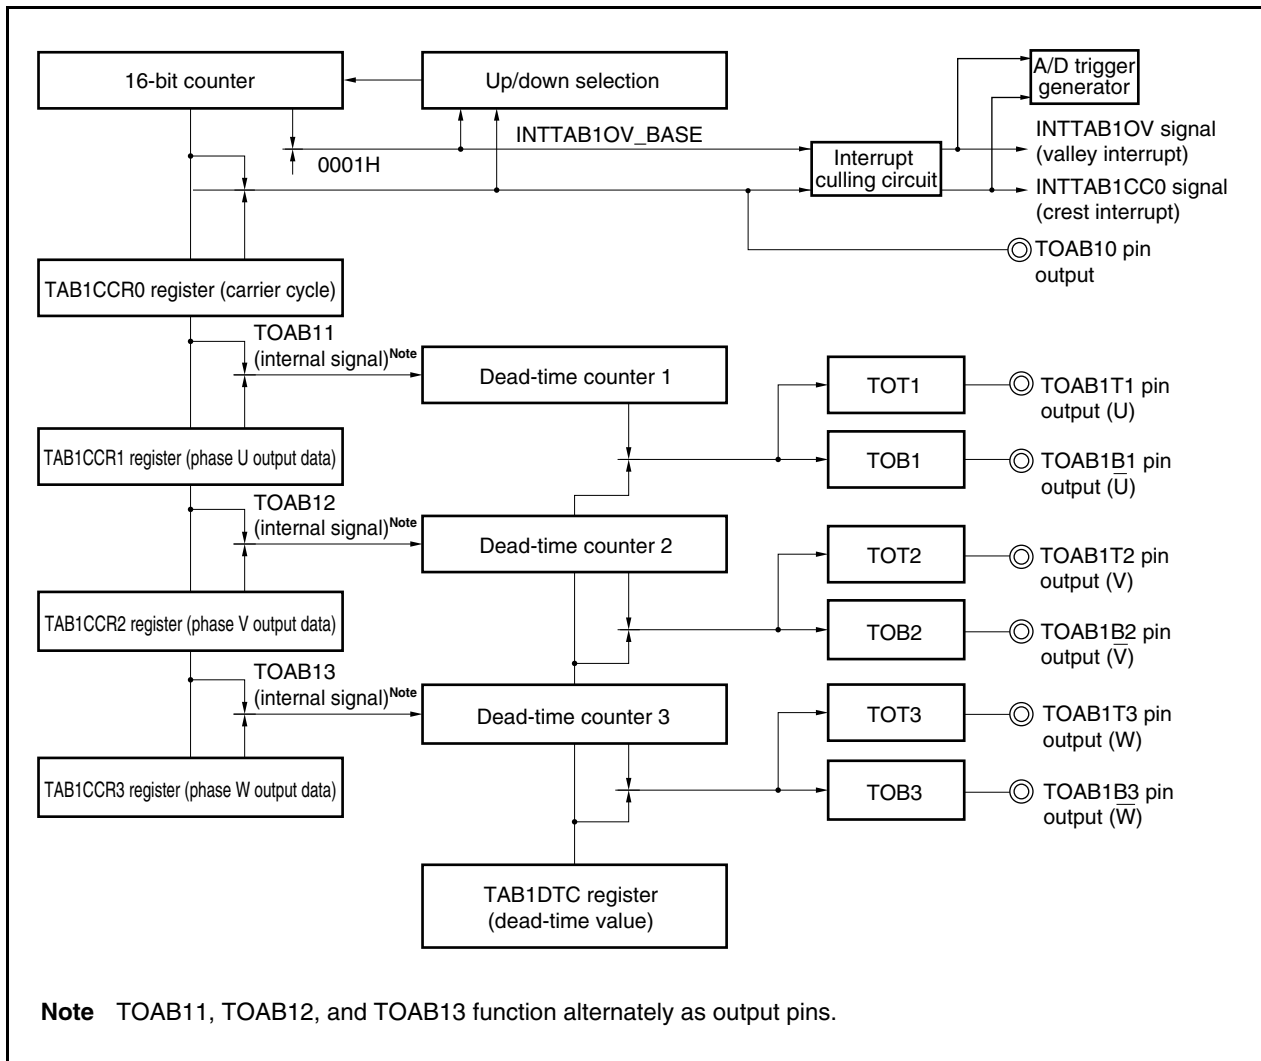 16-bit counter
Up/down selection
A/D trigger
generator
INTTAB1OV_BASE
0001H
Interrupt
culling circuit
INTTAB1OV signal
(valley interrupt)
INTTAB1CC0 signal
(crest interrupt)
TOAB10 pin
output
TAB1CCR0 register (carrier cycle)
TOAB11
(internal signal)Note
Dead-time counter 1
TOT1
TOAB1T1 pin
output (U)
TAB1CCR1 register (phase U output data)
TOB1
TOAB1B1 pin
output (U̅)
TOAB12
(internal signal)Note
Dead-time counter 2
TOT2
TOAB1T2 pin
output (V)
TAB1CCR2 register (phase V output data)
TOB2
TOAB1B2 pin
output (V̅)
TOAB13
(internal signal)Note
Dead-time counter 3
TOT3
TOAB1T3 pin
output (W)
TAB1CCR3 register (phase W output data)
TOB3
TOAB1B3 pin
output (W̅)
TAB1DTC register
(dead-time value)
Note TOAB11, TOAB12, and TOAB13 function alternately as output pins.